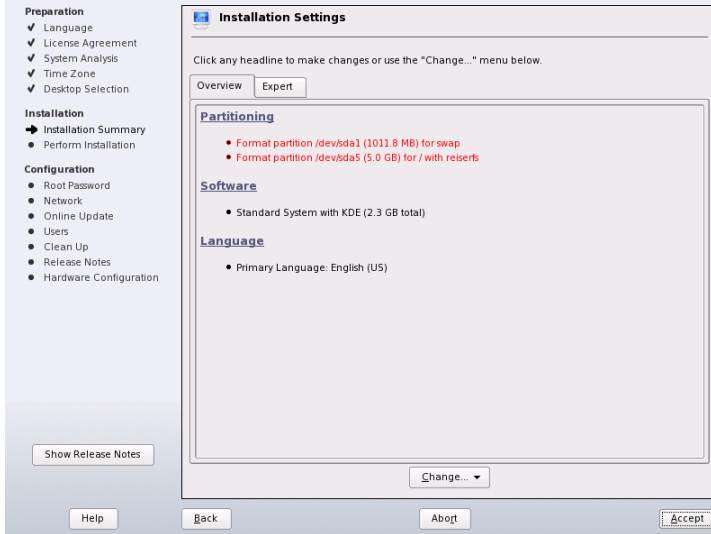 Preparation
Language
License Agreement
System Analysis
Time Zone
Desktop Selection
Installation
Installation Summary
Perform Installation
Configuration
Root Password
Network
Online Update
Users
Clean Up
Release Notes
Hardware Configuration
Show Release Notes
Installation Settings
Click any headline to make changes or use the "Change..." menu below.
Overview
Expert
Partitioning
Format partition /dev/sda1 (1011.8 MB) for swap
Format partition /dev/sda5 (5.0 GB) for / with reiserfs
Software
Standard System with KDE (2.3 GB total)
Language
Primary Language: English (US)
Change...
Help
Back
Abort
Accept